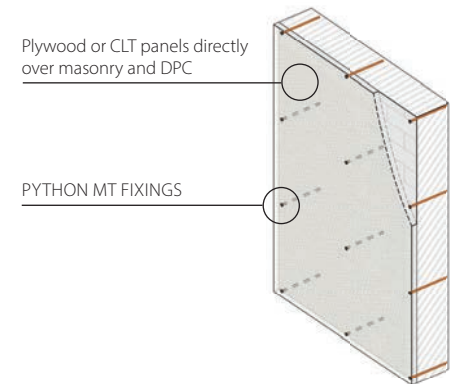 Plywood or CLT panels directly
over masonry and DPC
PYTHON MT FIXINGS